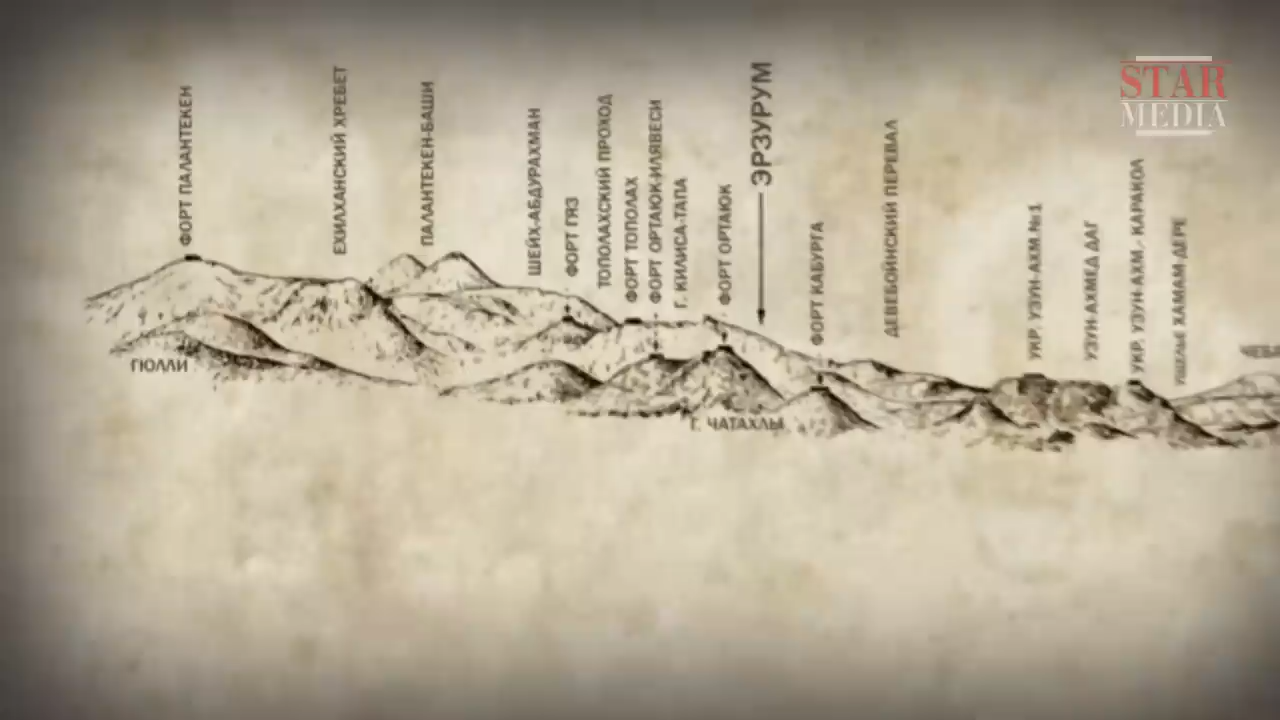 ФОРТ ПАЛАНТЕКЕН
ЕХИЛХАНСКИЙ ХРЕБЕТ
ПАЛАНТЕКЕН-БАШИ
ШЕЙХ-АБДУРАХМАН
ФОРТ ГЯЗ
ТОПОЛАХСКИЙ ПРОХОД
ФОРТ ТОПОЛАХ
ФОРТ ОРТАЮК-ИЛЯВЕСИ
Г. КИЛИСА-ТАПА
ФОРТ ОРТАЮК
ЭРЗУРУМ
ФОРТ КАБУРГА
ДЕВЕБОЙНСКИЙ ПЕРЕВАЛ
УКР. УЗУН-АХМ.№1
УЗУН-АХМЕД ДАГ
УКР. УЗУН-АХМ.- КАРАКОЛ
УЩЕЛЬЕ ХАМАМ-ДЕРЕ
ГЮЛЛИ
Г. ЧАТАХЛЫ
STAR
MEDIA